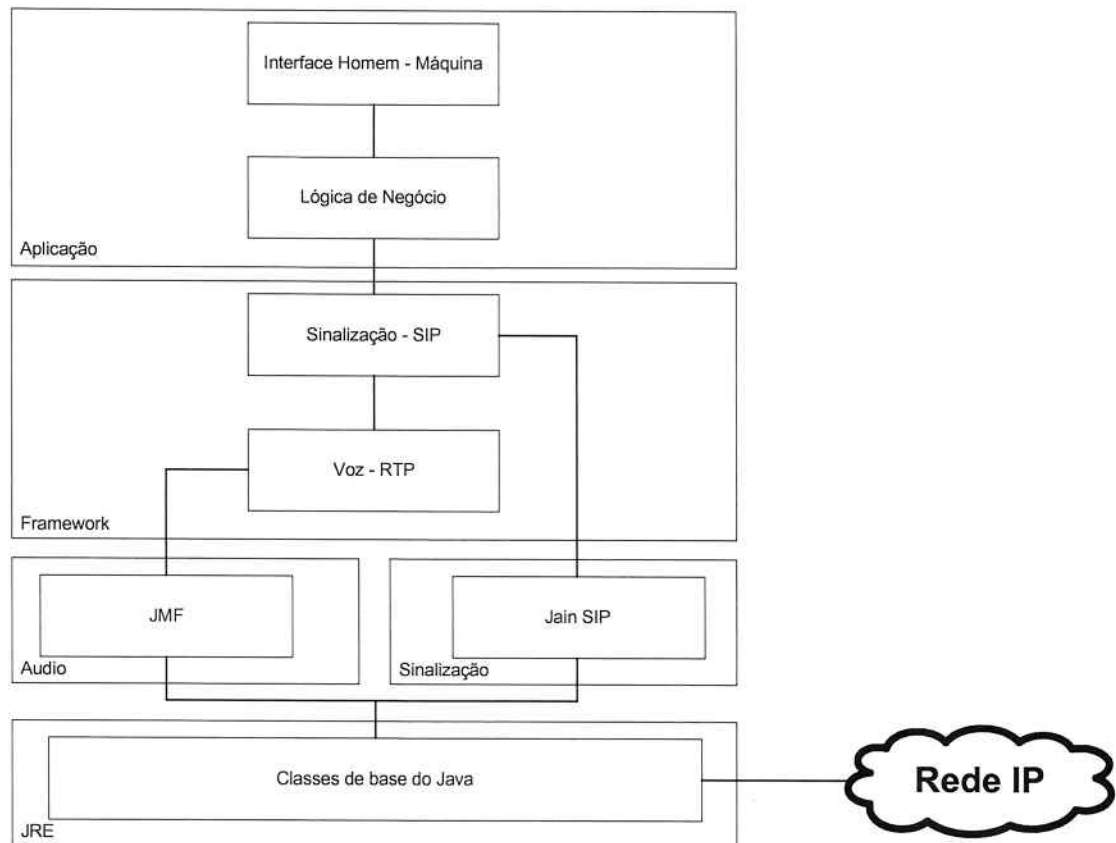 Interface Homem - Máquina
Lógica de Negócio
Aplicação
Sinalização - SIP
Voz - RTP
Framework
JMF
Jain SIP
Audio
Sinalização
Classes de base do Java
Rede IP
JRE